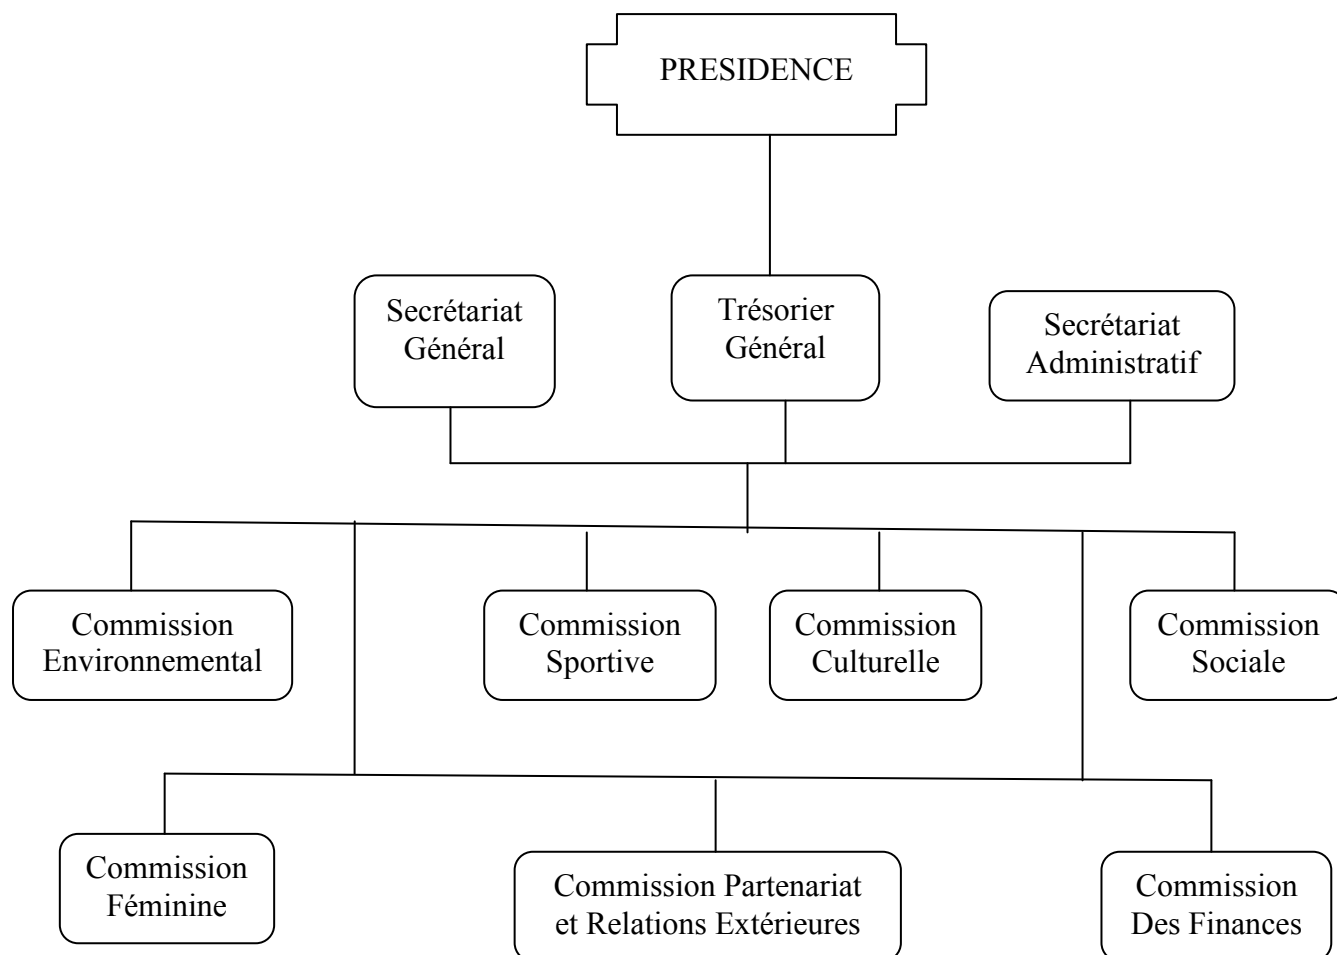 PRESIDENCE
Secrétariat
Général
Trésorier
Général
Secrétariat
Administratif
Commission
Environnemental
Commission
Sportive
Commission
Culturelle
Commission
Sociale
Commission
Féminine
Commission Partenariat
et Relations Extérieures
Commission
Des Finances